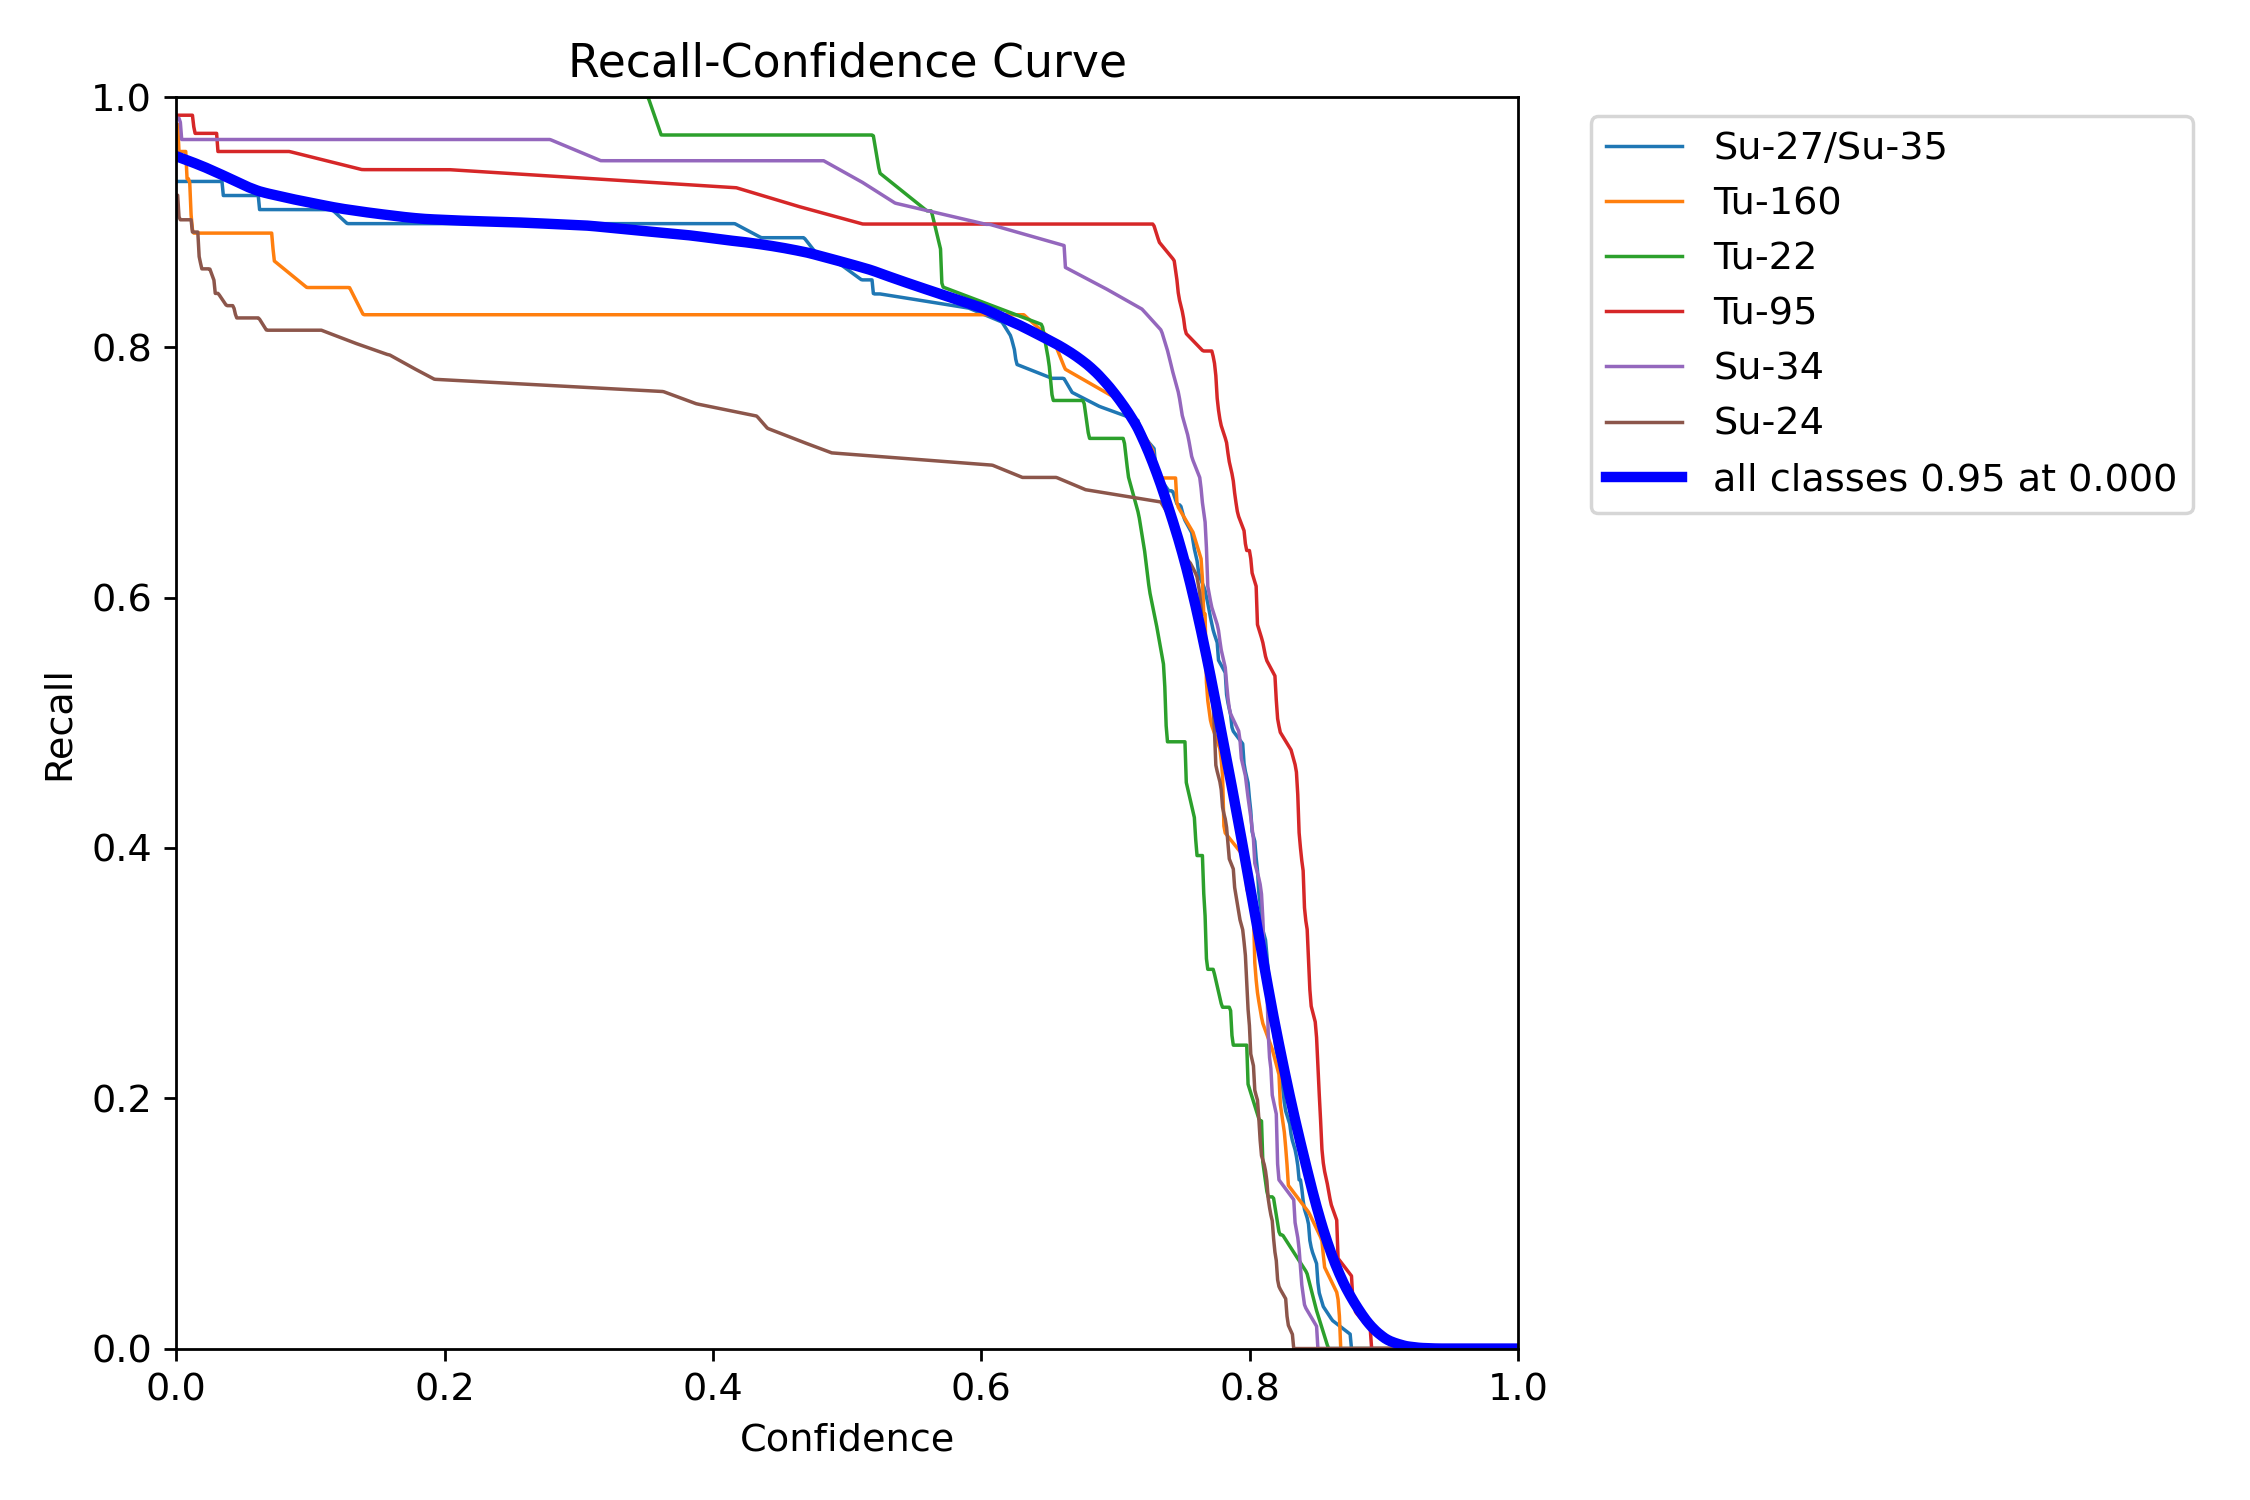 Recall-Confidence Curve
1.0
0.8
0.6
0.4
0.2
0.0
Recall
0.0 0.2 0.4 0.6 0.8 1.0
Confidence
Su-27/Su-35
Tu-160
Tu-22
Tu-95
Su-34
Su-24
all classes 0.95 at 0.000